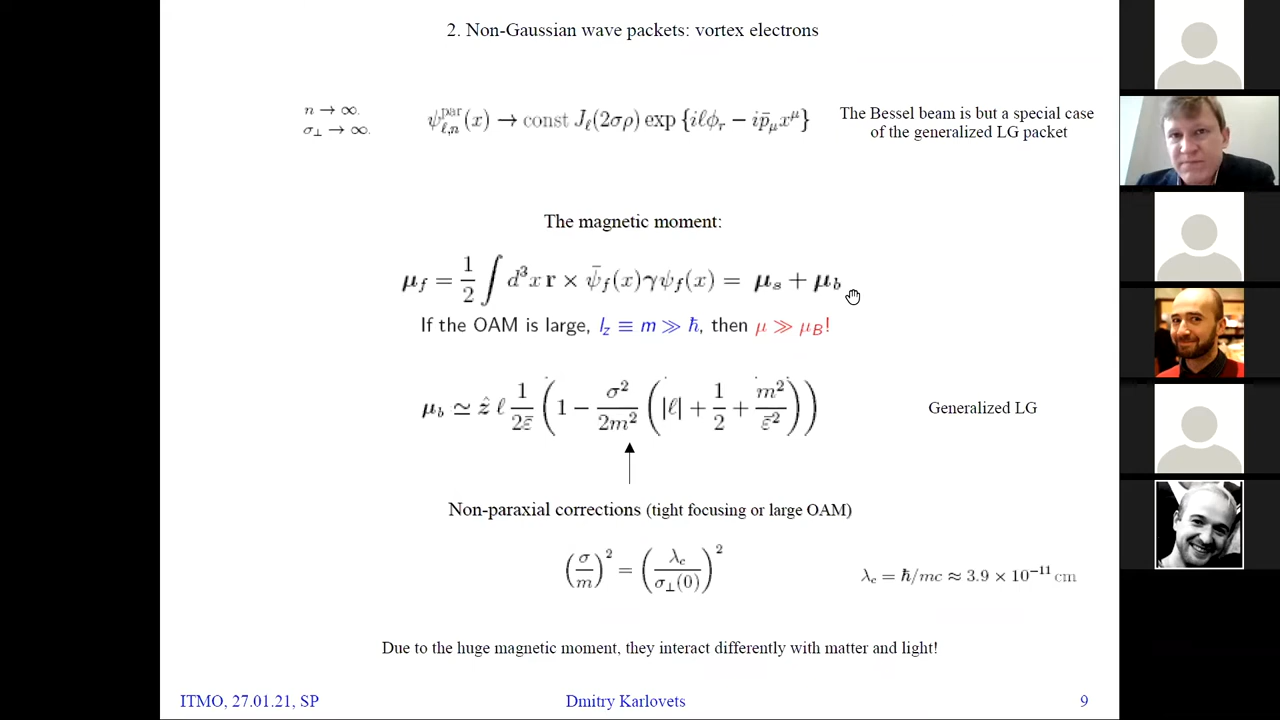 2. Non-Gaussian wave packets: vortex electrons
n → ∞.
σ⊥ → ∞.
ψ^par_{ℓ,n}(x) → const J_ℓ(2σρ) exp {iℓϕ_r − ip̄_μ x^μ}
The Bessel beam is but a special case
of the generalized LG packet
The magnetic moment:
μ_f = 1/2 ∫ d³x r × ψ̄_f(x)γψ_f(x) = μ_s + μ_b
If the OAM is large, l_z ≡ m ≫ ħ, then μ ≫ μ_B!
μ_b ≃ ẑ ℓ 1/2ε̄ (1 − σ²/2m² (|ℓ| + 1/2 + m²/ε̄²))
Generalized LG
Non-paraxial corrections (tight focusing or large OAM)
(σ/m)² = (λ_c/σ⊥(0))²
λ_c = ħ/mc ≈ 3.9 × 10⁻¹¹ cm
Due to the huge magnetic moment, they interact differently with matter and light!
ITMO, 27.01.21, SP
Dmitry Karlovets
9